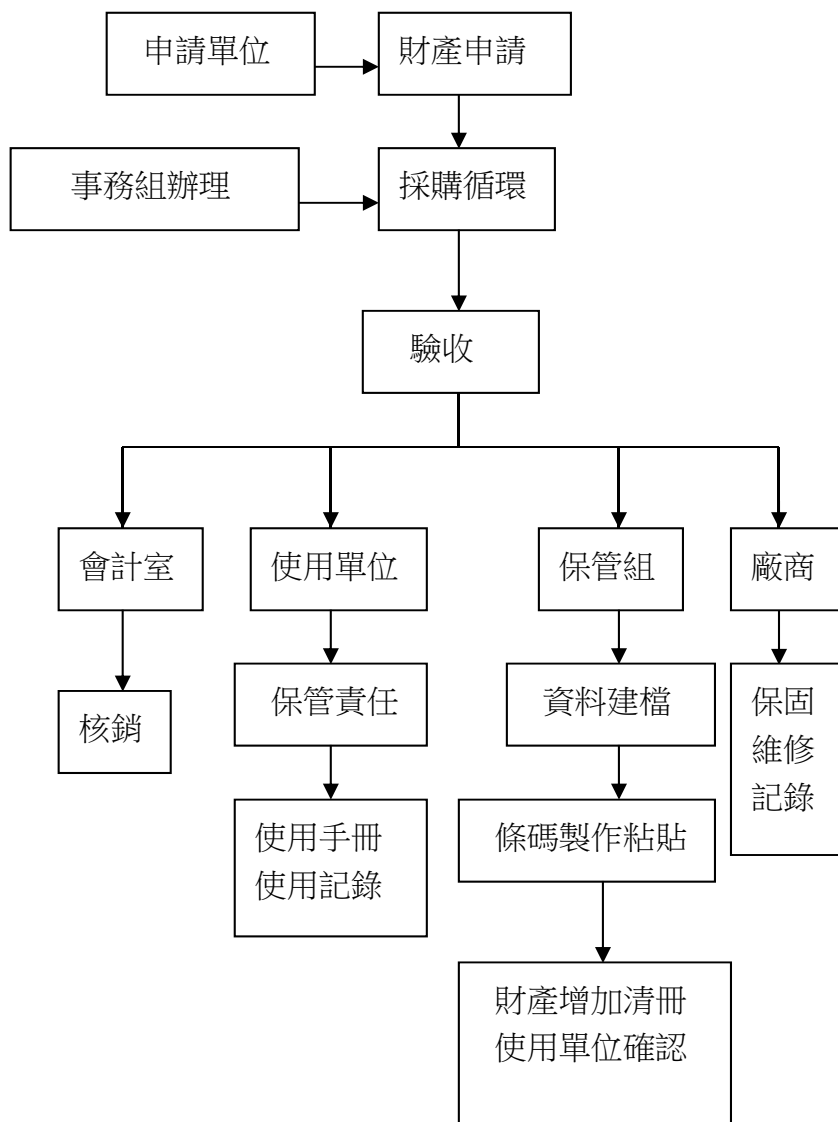 申請單位
財產申請
事務組辦理
採購循環
驗收
會計室
使用單位
保管組
廠商
核銷
保管責任
資料建檔
保固
維修
記錄
使用手冊
使用記錄
條碼製作粘貼
財產增加清冊
使用單位確認